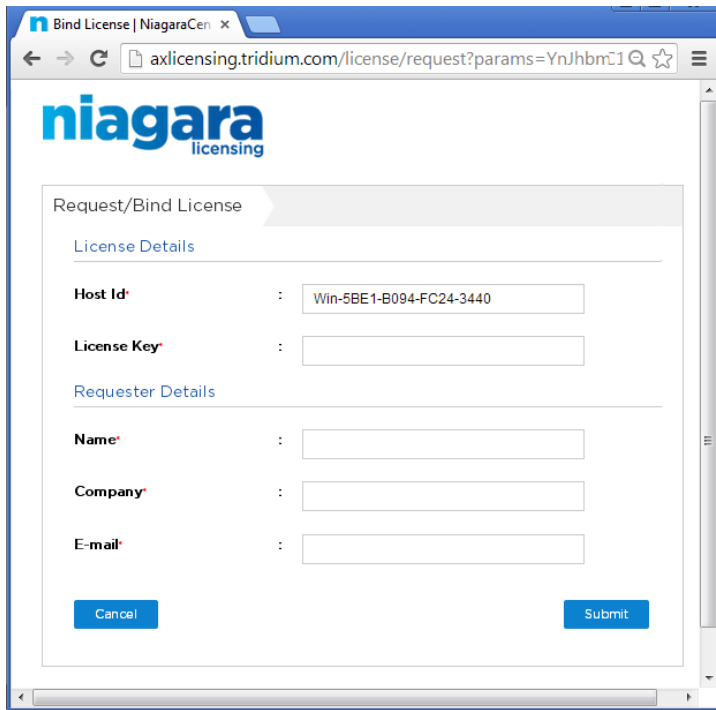 Bind License | NiagaraCen
axlicensing.tridium.com/license/request?params=
niagara
licensing
Request/Bind License
License Details
Host Id* : Win-5BE1-B094-FC24-3440
License Key* :
Requester Details
Name* :
Company* :
E-mail* :
Cancel Submit